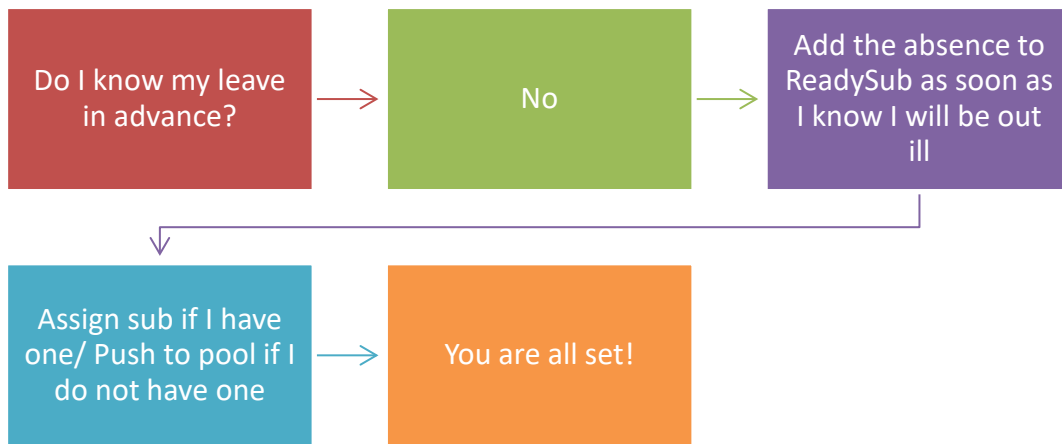 Do I know my leave
in advance?
No
Add the absence to
ReadySub as soon as
I know I will be out
ill
Assign sub if I have
one/ Push to pool if I
do not have one
You are all set!